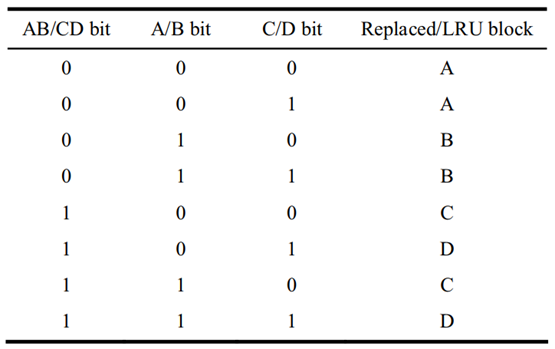 AB/CD bit A/B bit C/D bit Replaced/LRU block
0 0 0 A
0 0 1 A
0 1 0 B
0 1 1 B
1 0 0 C
1 0 1 D
1 1 0 C
1 1 1 D